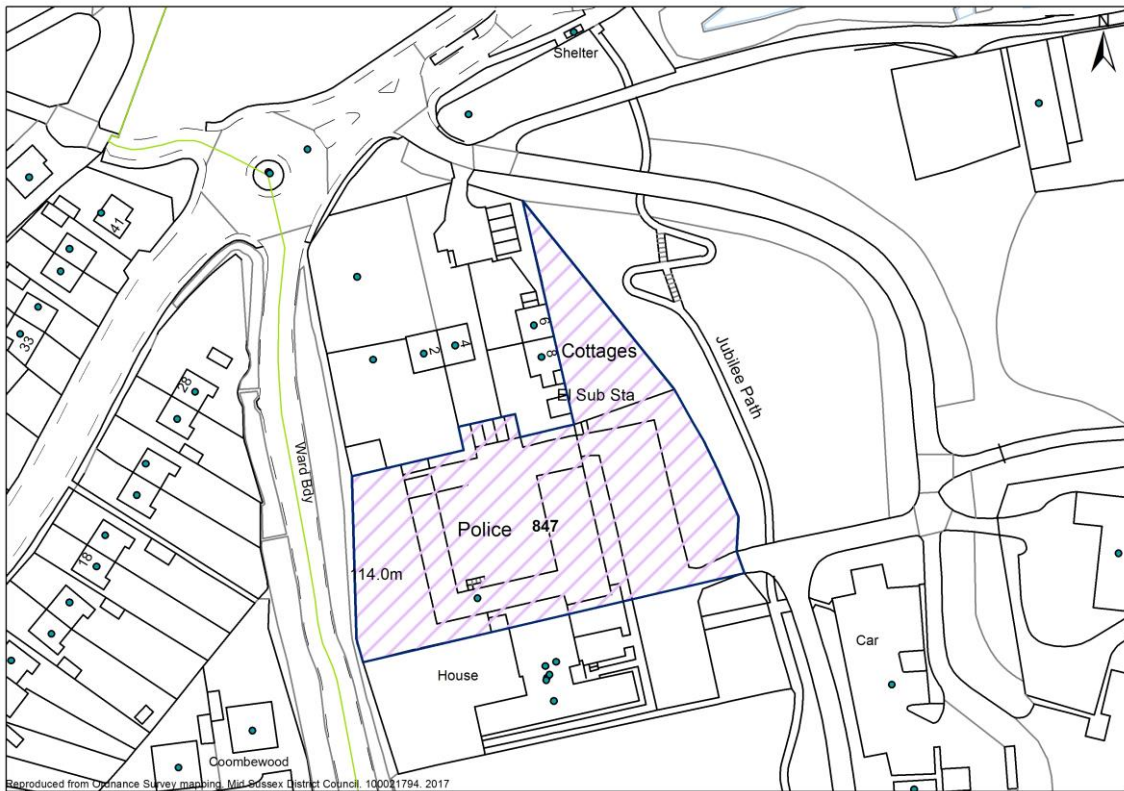 N
Shelter
41
33
6
4
2
8
Cottages
El Sub Sta
28
Jubilee Path
Ward Bdy
Police
847
18
114.0m
Car
House
Coombewood
Reproduced from Ordnance Survey mapping. Mid Sussex District Council. 100021794. 2017